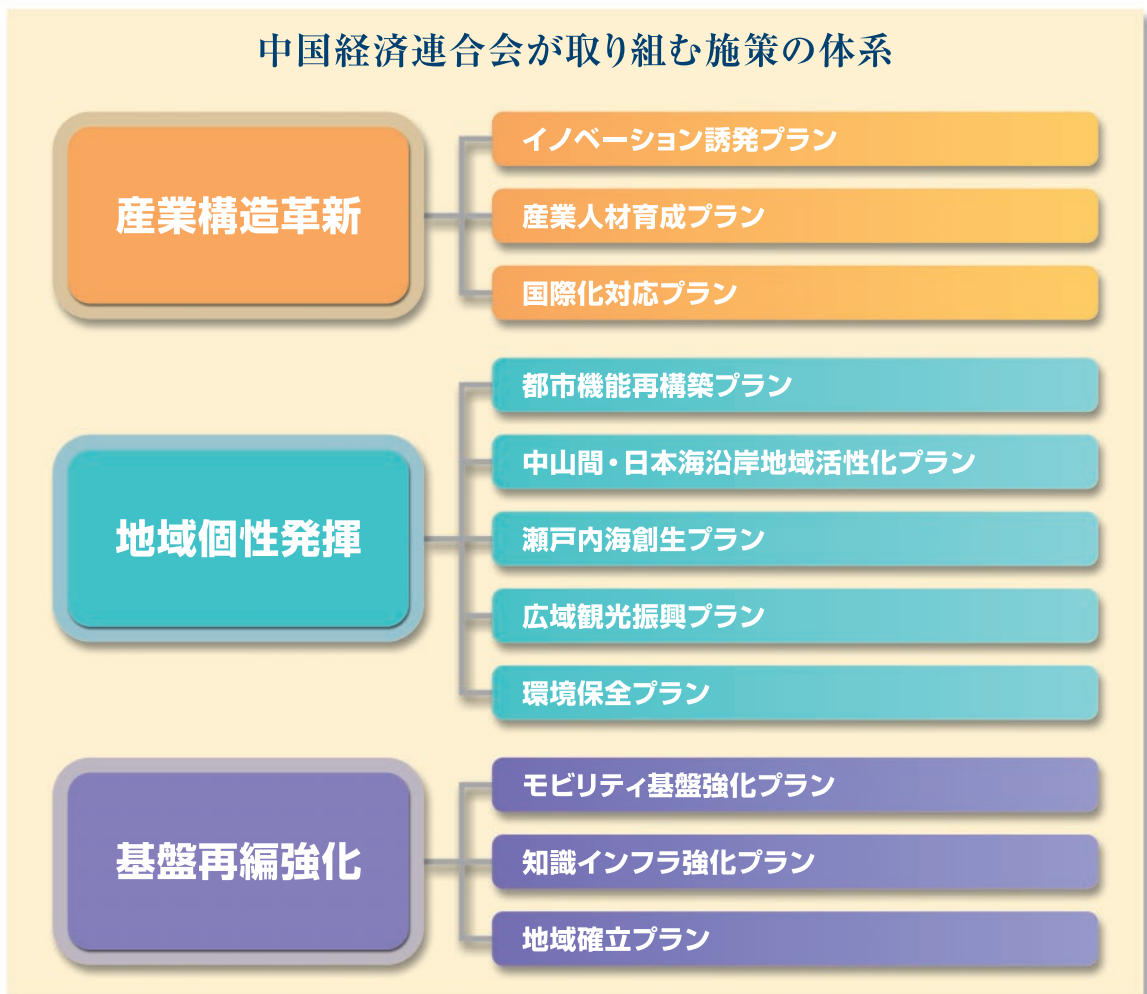 中国経済連合会が取り組む施策の体系
産業構造革新
イノベーション誘発プラン
産業人材育成プラン
国際化対応プラン
地域個性発揮
都市機能再構築プラン
中山間・日本海沿岸地域活性化プラン
瀬戸内海創生プラン
広域観光振興プラン
環境保全プラン
基盤再編強化
モビリティ基盤強化プラン
知識インフラ強化プラン
地域確立プラン